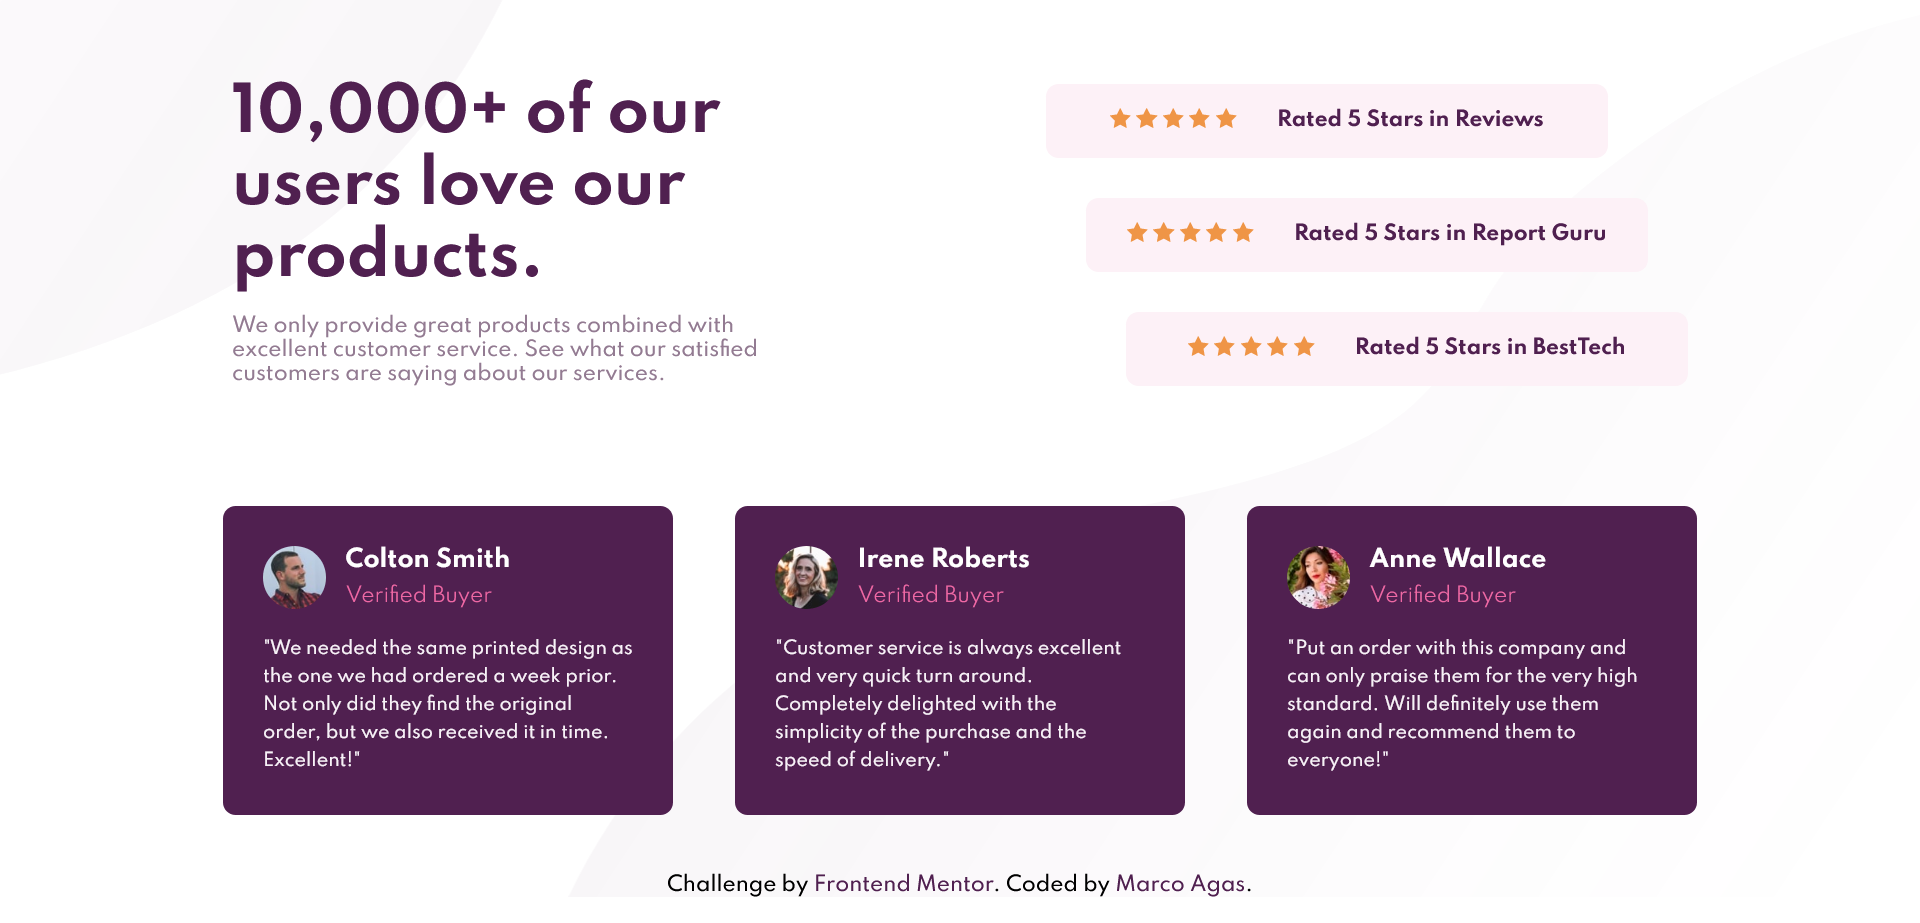 10,000+ of our
users love our
products.
We only provide great products combined with
excellent customer service. See what our satisfied
customers are saying about our services.
Rated 5 Stars in Reviews
Rated 5 Stars in Report Guru
Rated 5 Stars in BestTech
Colton Smith
Verified Buyer
"We needed the same printed design as
the one we had ordered a week prior.
Not only did they find the original
order, but we also received it in time.
Excellent!"
Irene Roberts
Verified Buyer
"Customer service is always excellent
and very quick turn around.
Completely delighted with the
simplicity of the purchase and the
speed of delivery."
Anne Wallace
Verified Buyer
"Put an order with this company and
can only praise them for the very high
standard. Will definitely use them
again and recommend them to
everyone!"
Challenge by Frontend Mentor. Coded by Marco Agas.